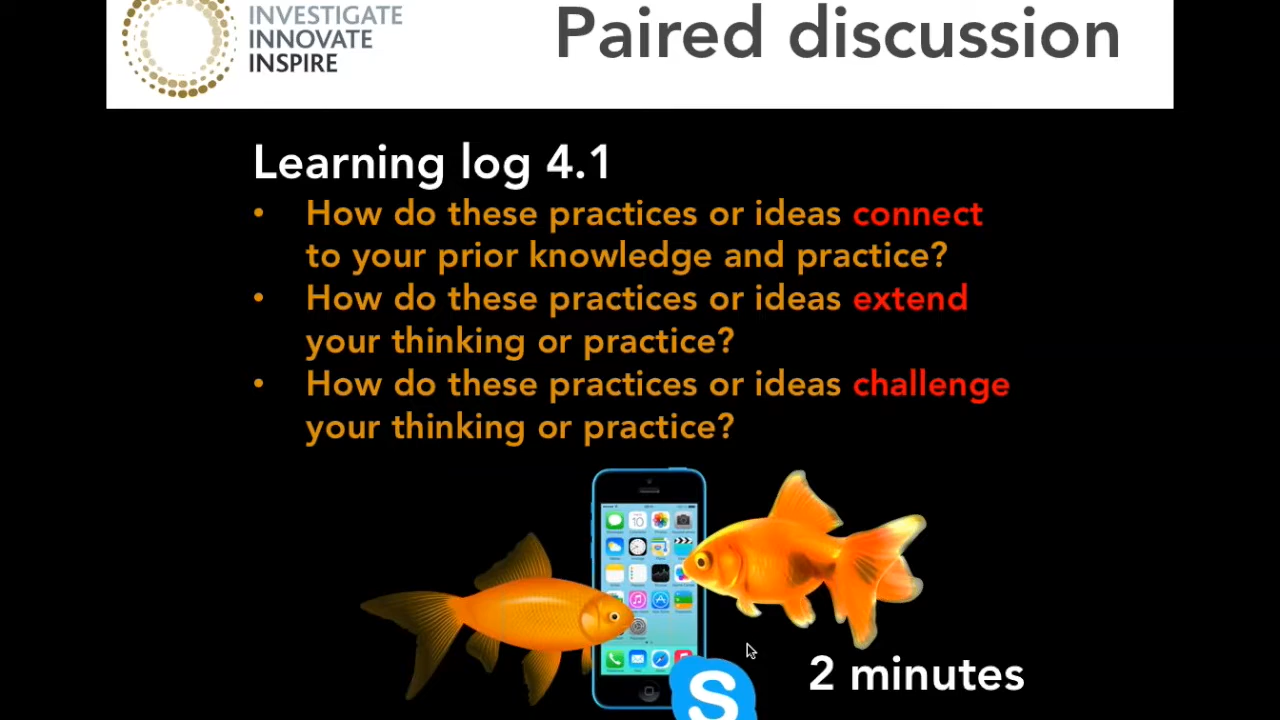 INVESTIGATE
INNOVATE
INSPIRE
Paired discussion
Learning log 4.1
• How do these practices or ideas connect
to your prior knowledge and practice?
• How do these practices or ideas extend
your thinking or practice?
• How do these practices or ideas challenge
your thinking or practice?
10
S
2 minutes